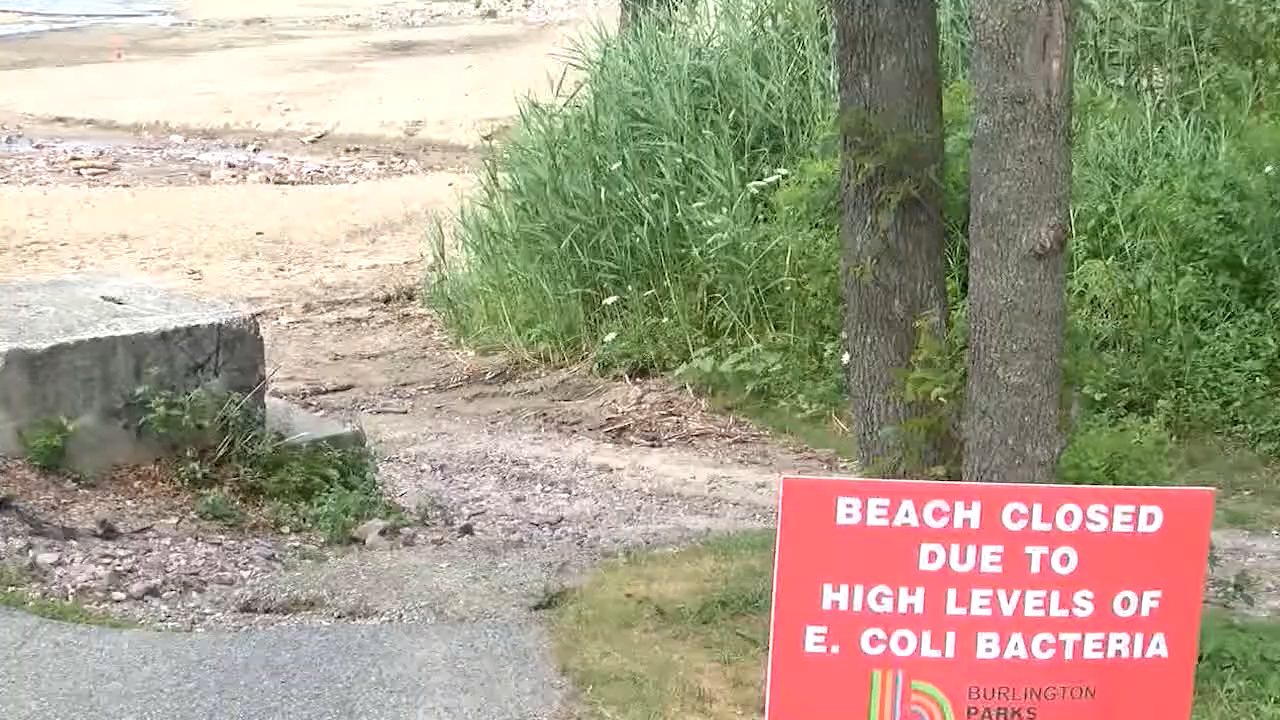 BEACH CLOSED
DUE TO
HIGH LEVELS OF
E. COLI BACTERIA
BURLINGTON
PARKS